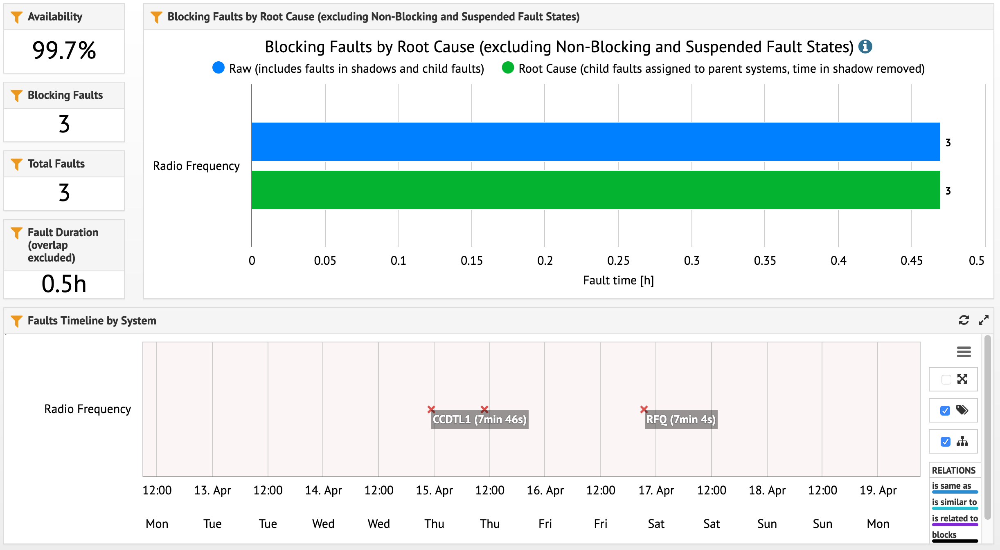 Availability
99.7%
Blocking Faults
3
Total Faults
3
Fault Duration
(overlap
excluded)
0.5h
Blocking Faults by Root Cause (excluding Non-Blocking and Suspended Fault States)
Blocking Faults by Root Cause (excluding Non-Blocking and Suspended Fault States)
Raw (includes faults in shadows and child faults) Root Cause (child faults assigned to parent systems, time in shadow removed)
3
Radio Frequency
3
0 0.05 0.1 0.15 0.2 0.25 0.3 0.35 0.4 0.45 0.5
Fault time [h]
Faults Timeline by System
Radio Frequency
CCDTL1 (7min 46s) RFQ (7min 4s)
12:00 13. Apr 12:00 14. Apr 12:00 15. Apr 12:00 16. Apr 12:00 17. Apr 12:00 18. Apr 12:00 19. Apr
Mon Tue Tue Wed Wed Thu Thu Fri Fri Sat Sat Sun Sun Mon
RELATIONS
is same as
is similar to
is related to
blocks